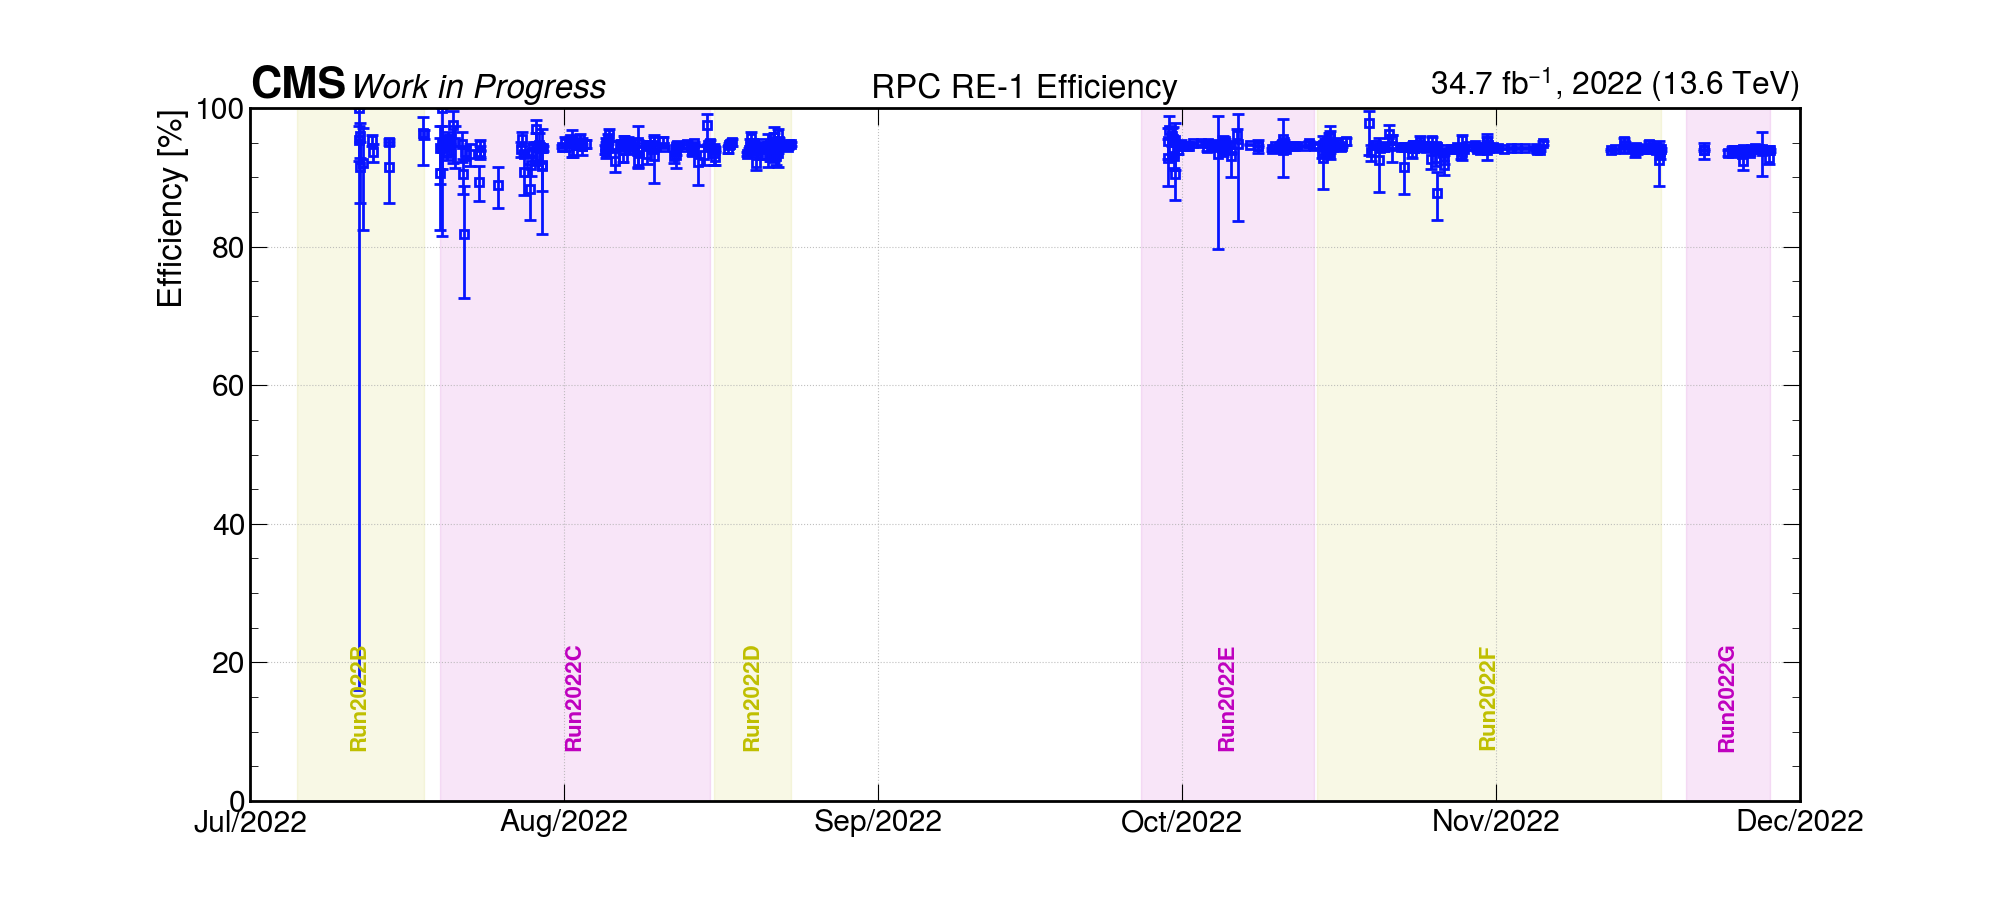 CMS Work in Progress RPC RE-1 Efficiency 34.7 fb⁻¹, 2022 (13.6 TeV)
Efficiency [%]
100
80
60
40
20
0
Run2022B Run2022C Run2022D Run2022E Run2022F Run2022G
Jul/2022 Aug/2022 Sep/2022 Oct/2022 Nov/2022 Dec/2022